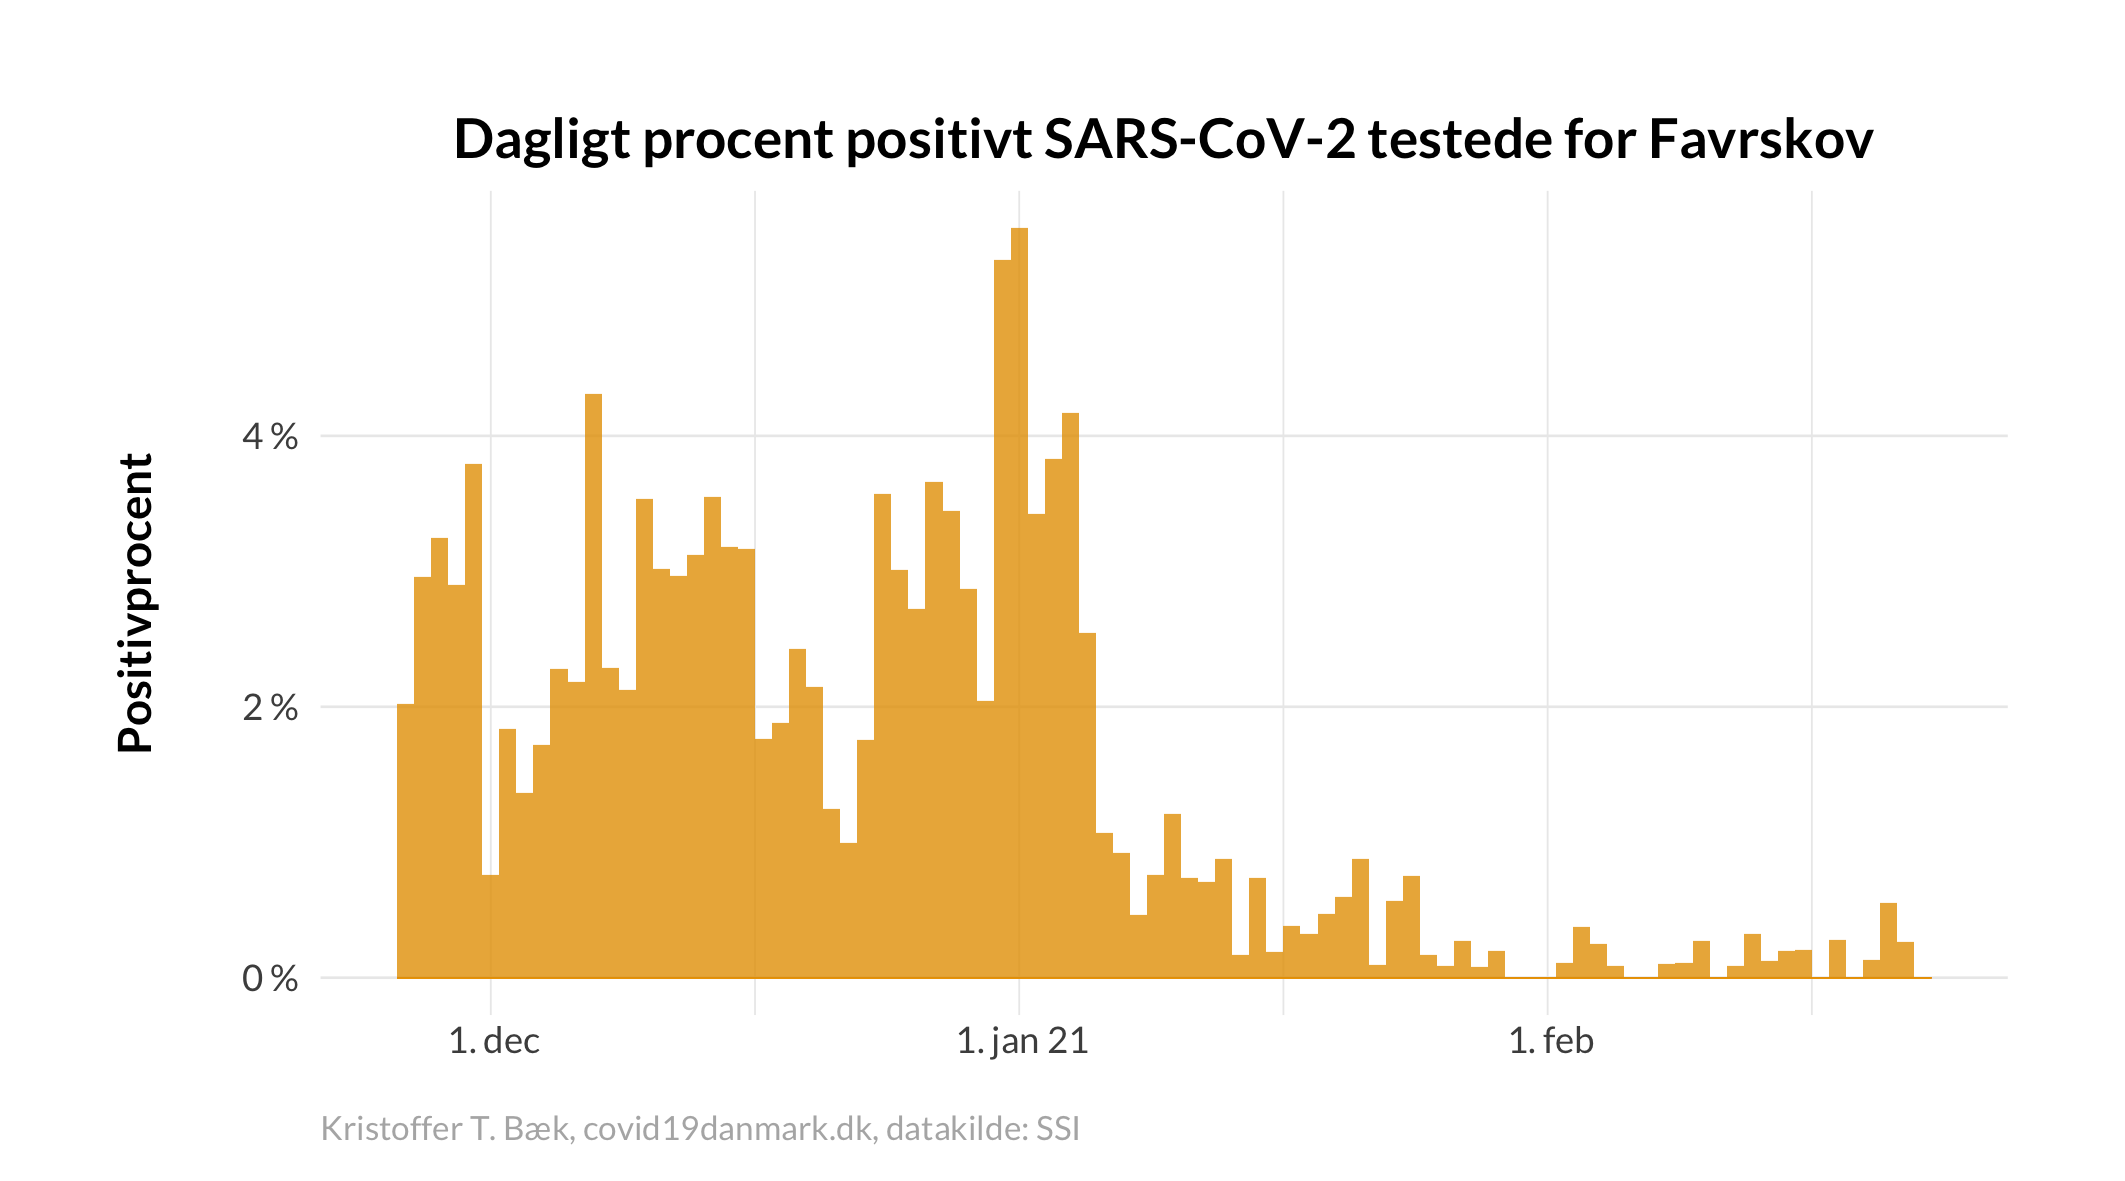 Dagligt procent positivt SARS-CoV-2 testede for Favrskov
Positivprocent
4 %
2 %
0 %
1. dec
1. jan 21
1. feb
Kristoffer T. Bæk, covid19danmark.dk, datakilde: SSI